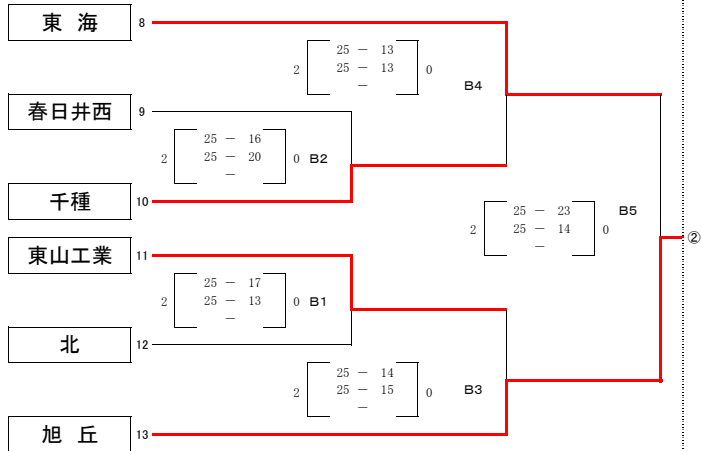 東 海 8
25 － 13
2 25 － 13 0
－
B4
春日井西 9
25 － 16
2 25 － 20 0 B2
－
千種 10
25 － 23 B5
2 25 － 14 0
－
②
東山工業 11
25 － 17
2 25 － 13 0 B1
－
北 12
25 － 14
2 25 － 15 0 B3
－
旭 丘 13